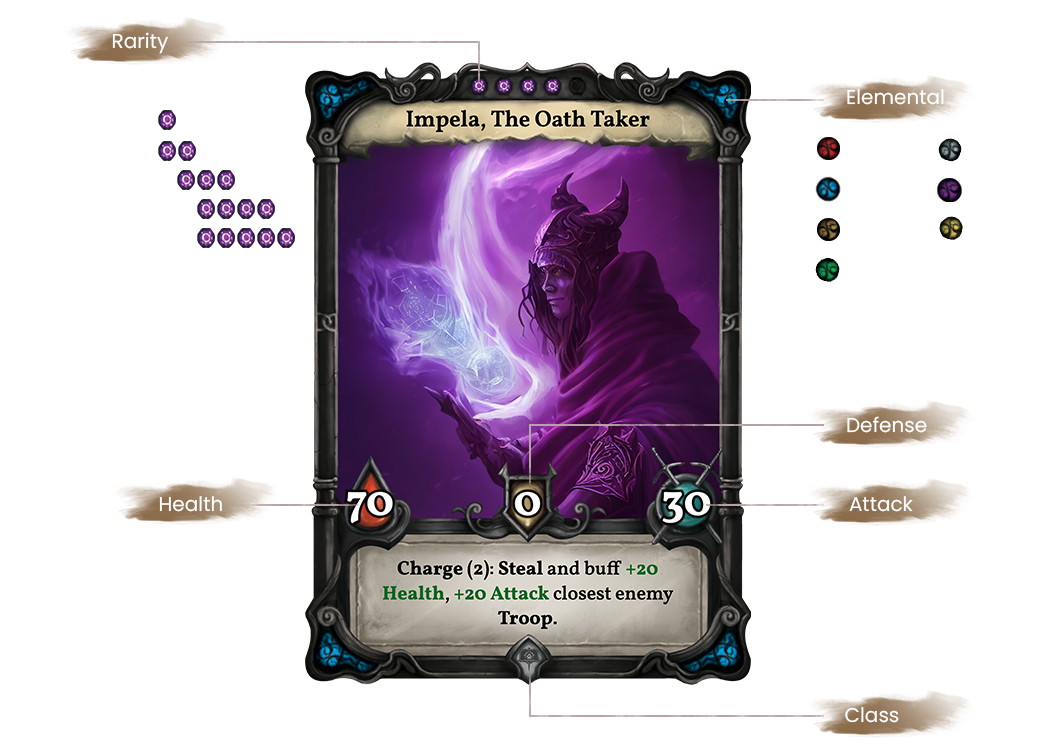 Rarity
Elemental
Impela, The Oath Taker
Defense
Health
70
0
30
Attack
Charge (2): Steal and buff +20
Health, +20 Attack closest enemy
Troop.
Class